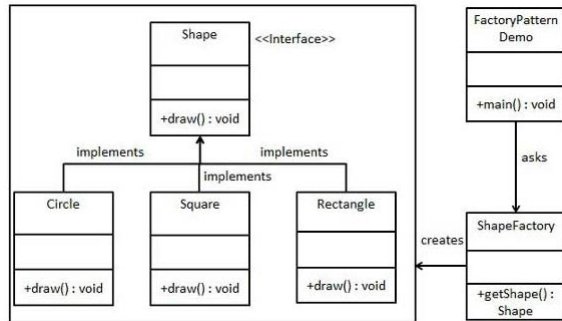 Shape
<<Interface>>
+draw() : void
implements
implements
implements
Circle
+draw() : void
Square
+draw() : void
Rectangle
+draw() : void
FactoryPattern
Demo
+main() : void
asks
creates
ShapeFactory
+getShape() :
Shape